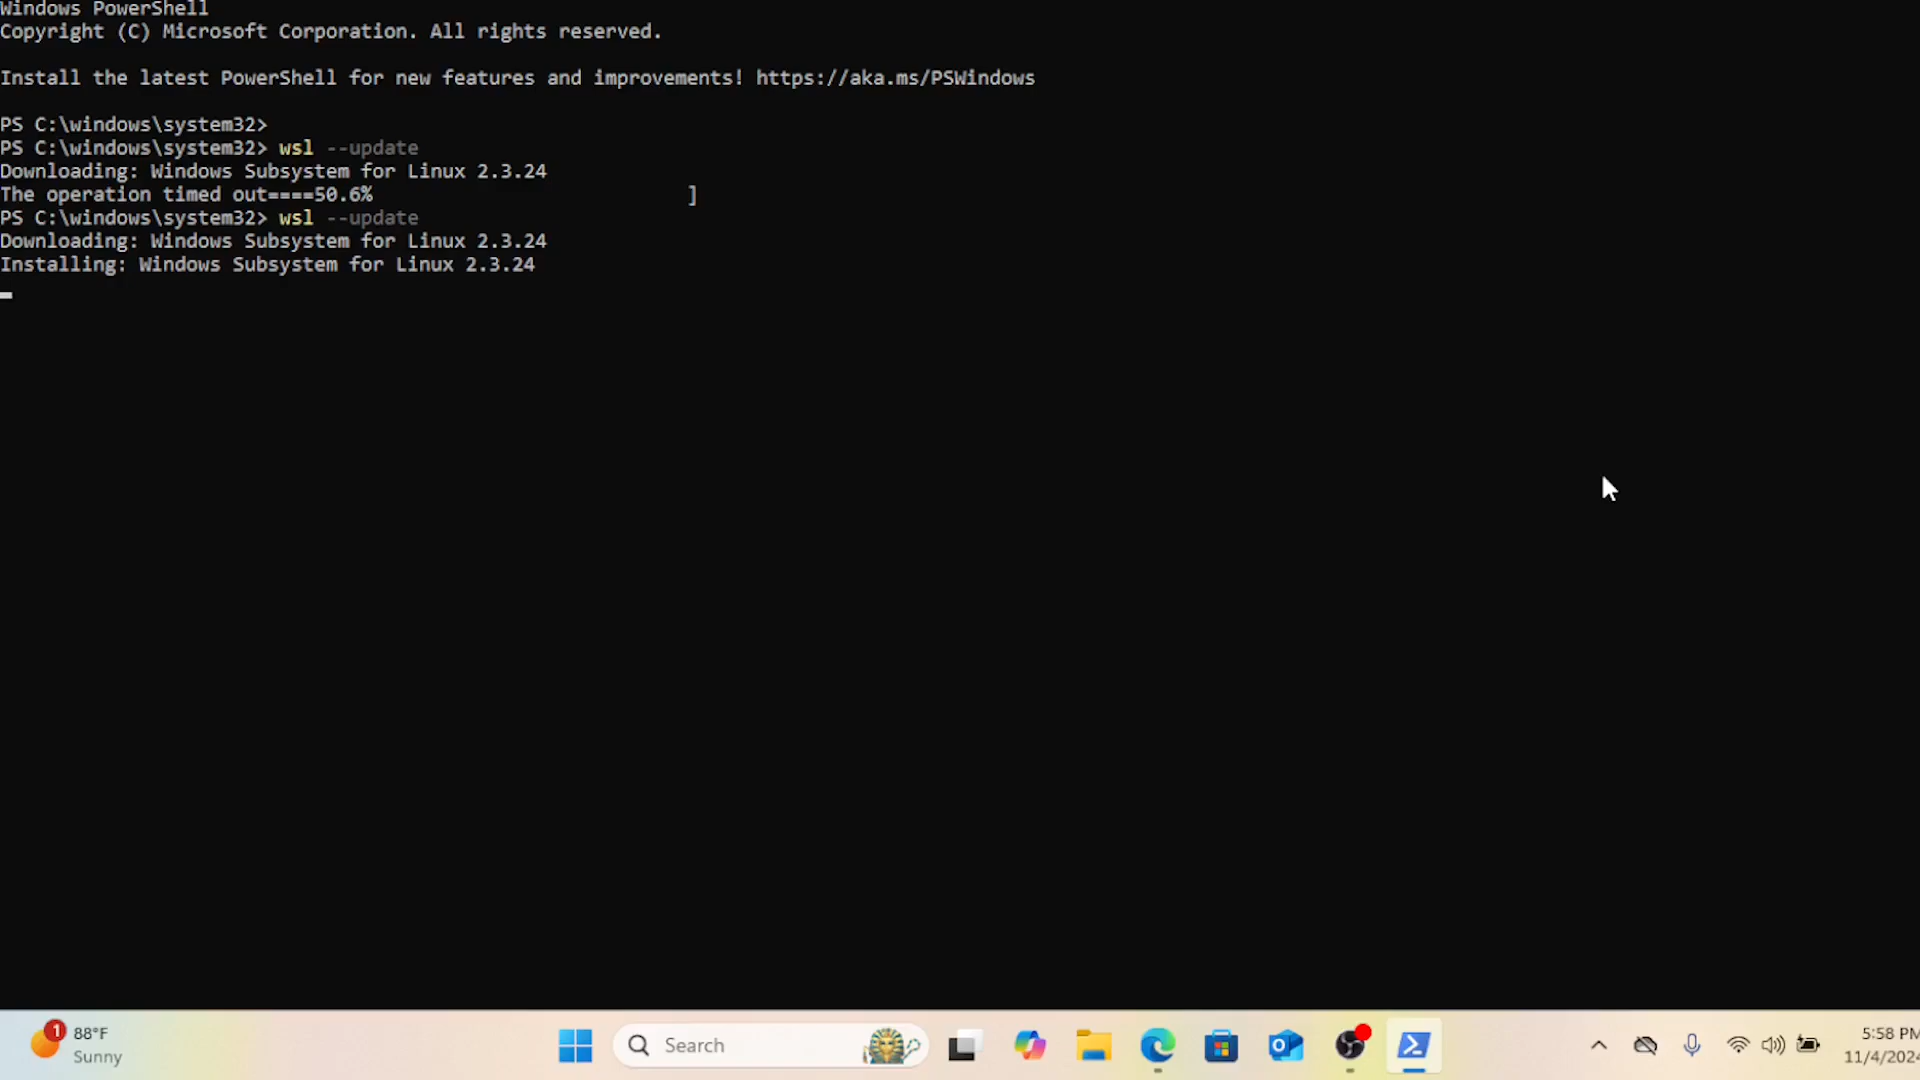 Windows PowerShell
Copyright (C) Microsoft Corporation. All rights reserved.
Install the latest PowerShell for new features and improvements! https://aka.ms/PSWindows
PS C:\windows\system32>
PS C:\windows\system32> wsl --update
Downloading: Windows Subsystem for Linux 2.3.24
The operation timed out====50.6% ]
PS C:\windows\system32> wsl --update
Downloading: Windows Subsystem for Linux 2.3.24
Installing: Windows Subsystem for Linux 2.3.24
1
88°F
Sunny
Search
5:58 PM
11/4/2024